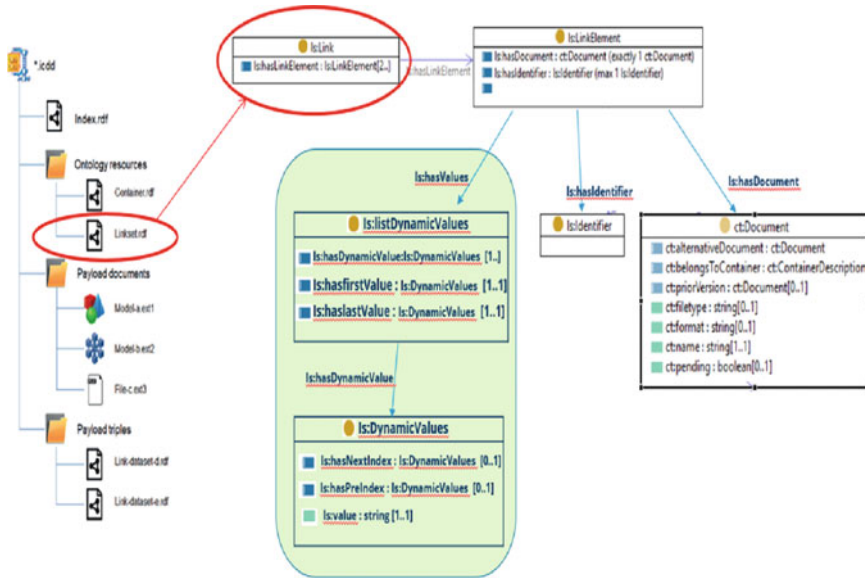 *.icdd
Index.rdf
Ontology resources
Container.rdf
Linkset.rdf
Payload documents
Model-a.ext1
Model-b.ext2
File-c.ext3
Payload triples
Link-dataset-d.rdf
Link-dataset-e.rdf
ls:Link
ls:hasLinkElement : ls:LinkElement[2..]
ls:hasLinkElement
ls:LinkElement
ls:hasDocument : ct:Document (exactly 1 ct:Document)
ls:hasIdentifier : ls:Identifier (max 1 ls:Identifier)
ls:hasValues
ls:hasIdentifier
ls:hasDocument
ls:listDynamicValues
ls:hasDynamicValue:ls:DynamicValues [1..]
ls:hasfirstValue : ls:DynamicValues [1..1]
ls:haslastValue : ls:DynamicValues [1..1]
ls:hasDynamicValue
ls:DynamicValues
ls:hasNextIndex : ls:DynamicValues [0..1]
ls:hasPreIndex : ls:DynamicValues [0..1]
ls:value : string [1..1]
ls:Identifier
ct:Document
ct:alternativeDocument : ct:Document
ct:belongsToContainer : ct:ContainerDescription
ct:priorVersion : ct:Document[0..1]
ct:filetype : string[0..1]
ct:format : string[0..1]
ct:name : string[1..1]
ct:pending : boolean[0..1]